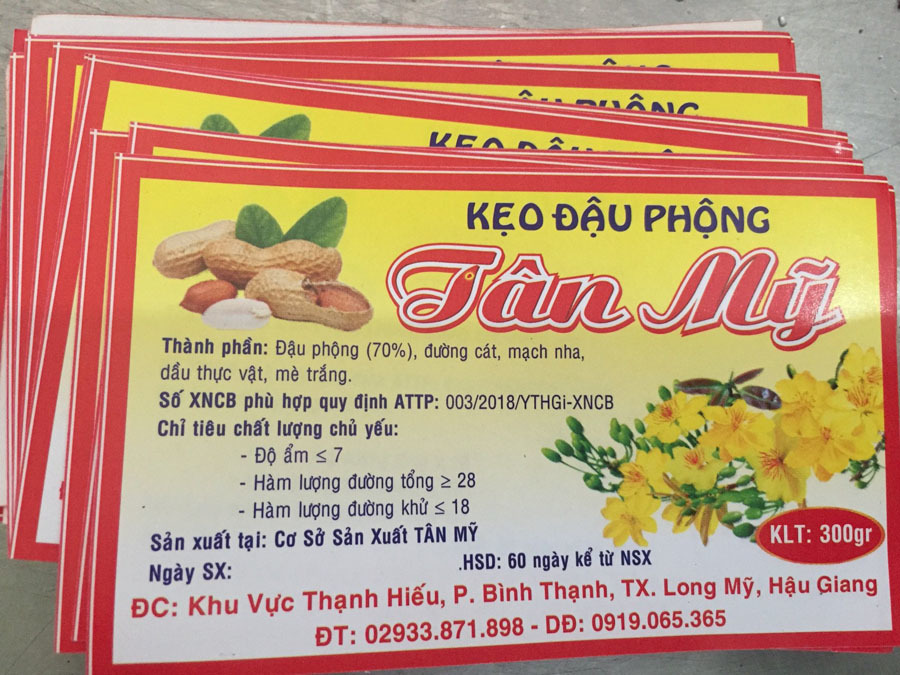 KẸO ĐẬU PHỘNG
Tân Mỹ
Thành phần: Đậu phộng (70%), đường cát, mạch nha,
dầu thực vật, mè trắng.
Số XNCB phù hợp quy định ATTP: 003/2018/YTHGi-XNCB
Chỉ tiêu chất lượng chủ yếu:
- Độ ẩm ≤ 7
- Hàm lượng đường tổng ≥ 28
- Hàm lượng đường khử ≤ 18
Sản xuất tại: Cơ Sở Sản Xuất TÂN MỸ
KLT: 300gr
Ngày SX: .HSD: 60 ngày kể từ NSX
ĐC: Khu Vực Thạnh Hiếu, P. Bình Thạnh, TX. Long Mỹ, Hậu Giang
ĐT: 02933.871.898 - DĐ: 0919.065.365